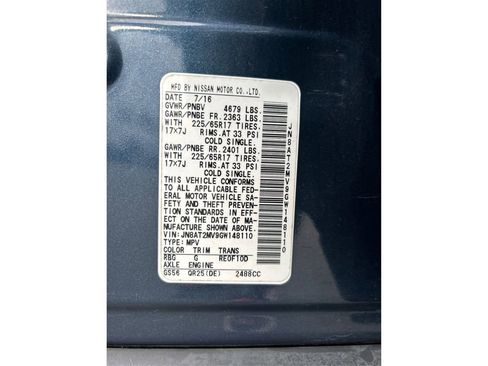 MFD BY NISSAN MOTOR CO.,LTD.
DATE 7/16
GVWR/PNBV 4679 LBS.
GAWR/PNBE FR. 2363 LBS.
WITH 225/65R17 TIRES.
17X7J RIMS.AT 33 PSI
COLD SINGLE.
GAWR/PNBE RR. 2401 LBS.
WITH 225/65R17 TIRES.
17X7J RIMS.AT 33 PSI
COLD SINGLE.
THIS VEHICLE CONFORMS
TO ALL APPLICABLE FED-
ERAL MOTOR VEHICLE SA-
FETY AND THEFT PREVEN-
TION STANDARDS IN EFF-
ECT ON THE DATE OF MA-
NUFACTURE SHOWN ABOVE.
VIN:JN8AT2MV9GW148110
TYPE: MPV
COLOR TRIM TRANS
RBG G RE0F10D
AXLE ENGINE
GS56 QR25(DE) 2488CC
JN8AT2MV9GW148110